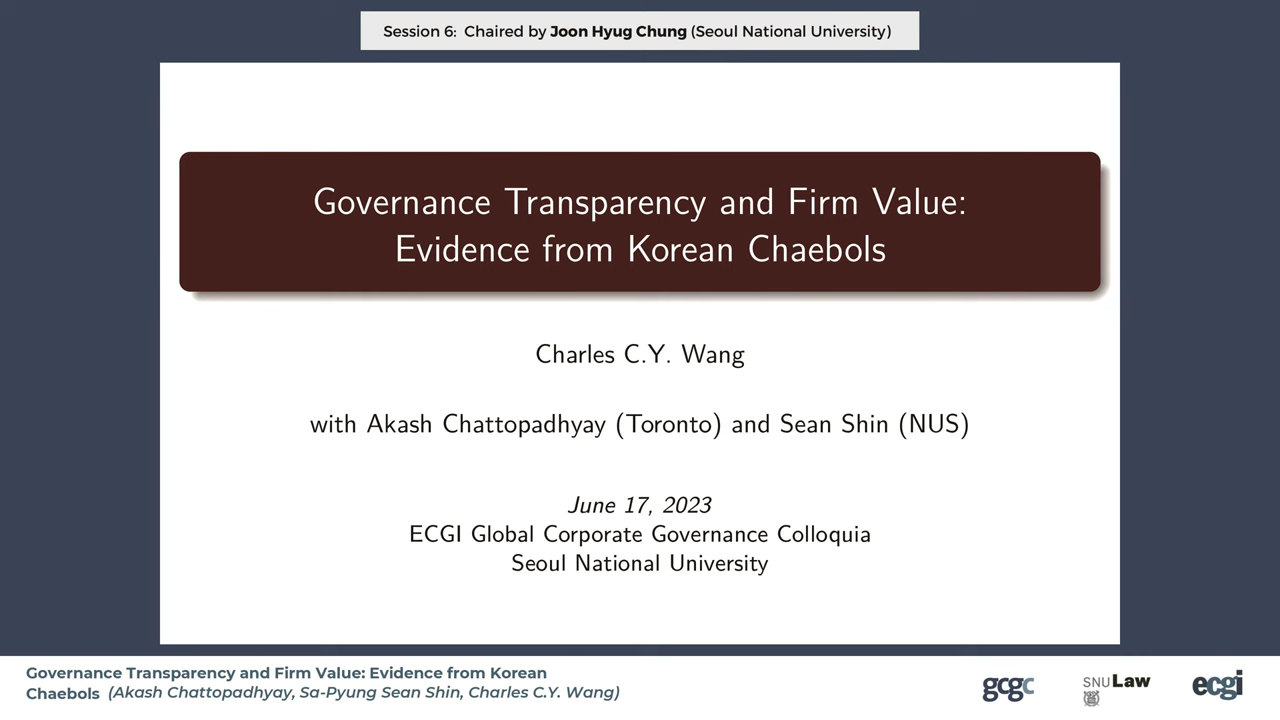 Session 6: Chaired by Joon Hyug Chung (Seoul National University)
Governance Transparency and Firm Value:
Evidence from Korean Chaebols
Charles C.Y. Wang
with Akash Chattopadhyay (Toronto) and Sean Shin (NUS)
June 17, 2023
ECGI Global Corporate Governance Colloquia
Seoul National University
Governance Transparency and Firm Value: Evidence from Korean
Chaebols (Akash Chattopadhyay, Sa-Pyung Sean Shin, Charles C.Y. Wang)
gcgc
SNU Law
ecgi